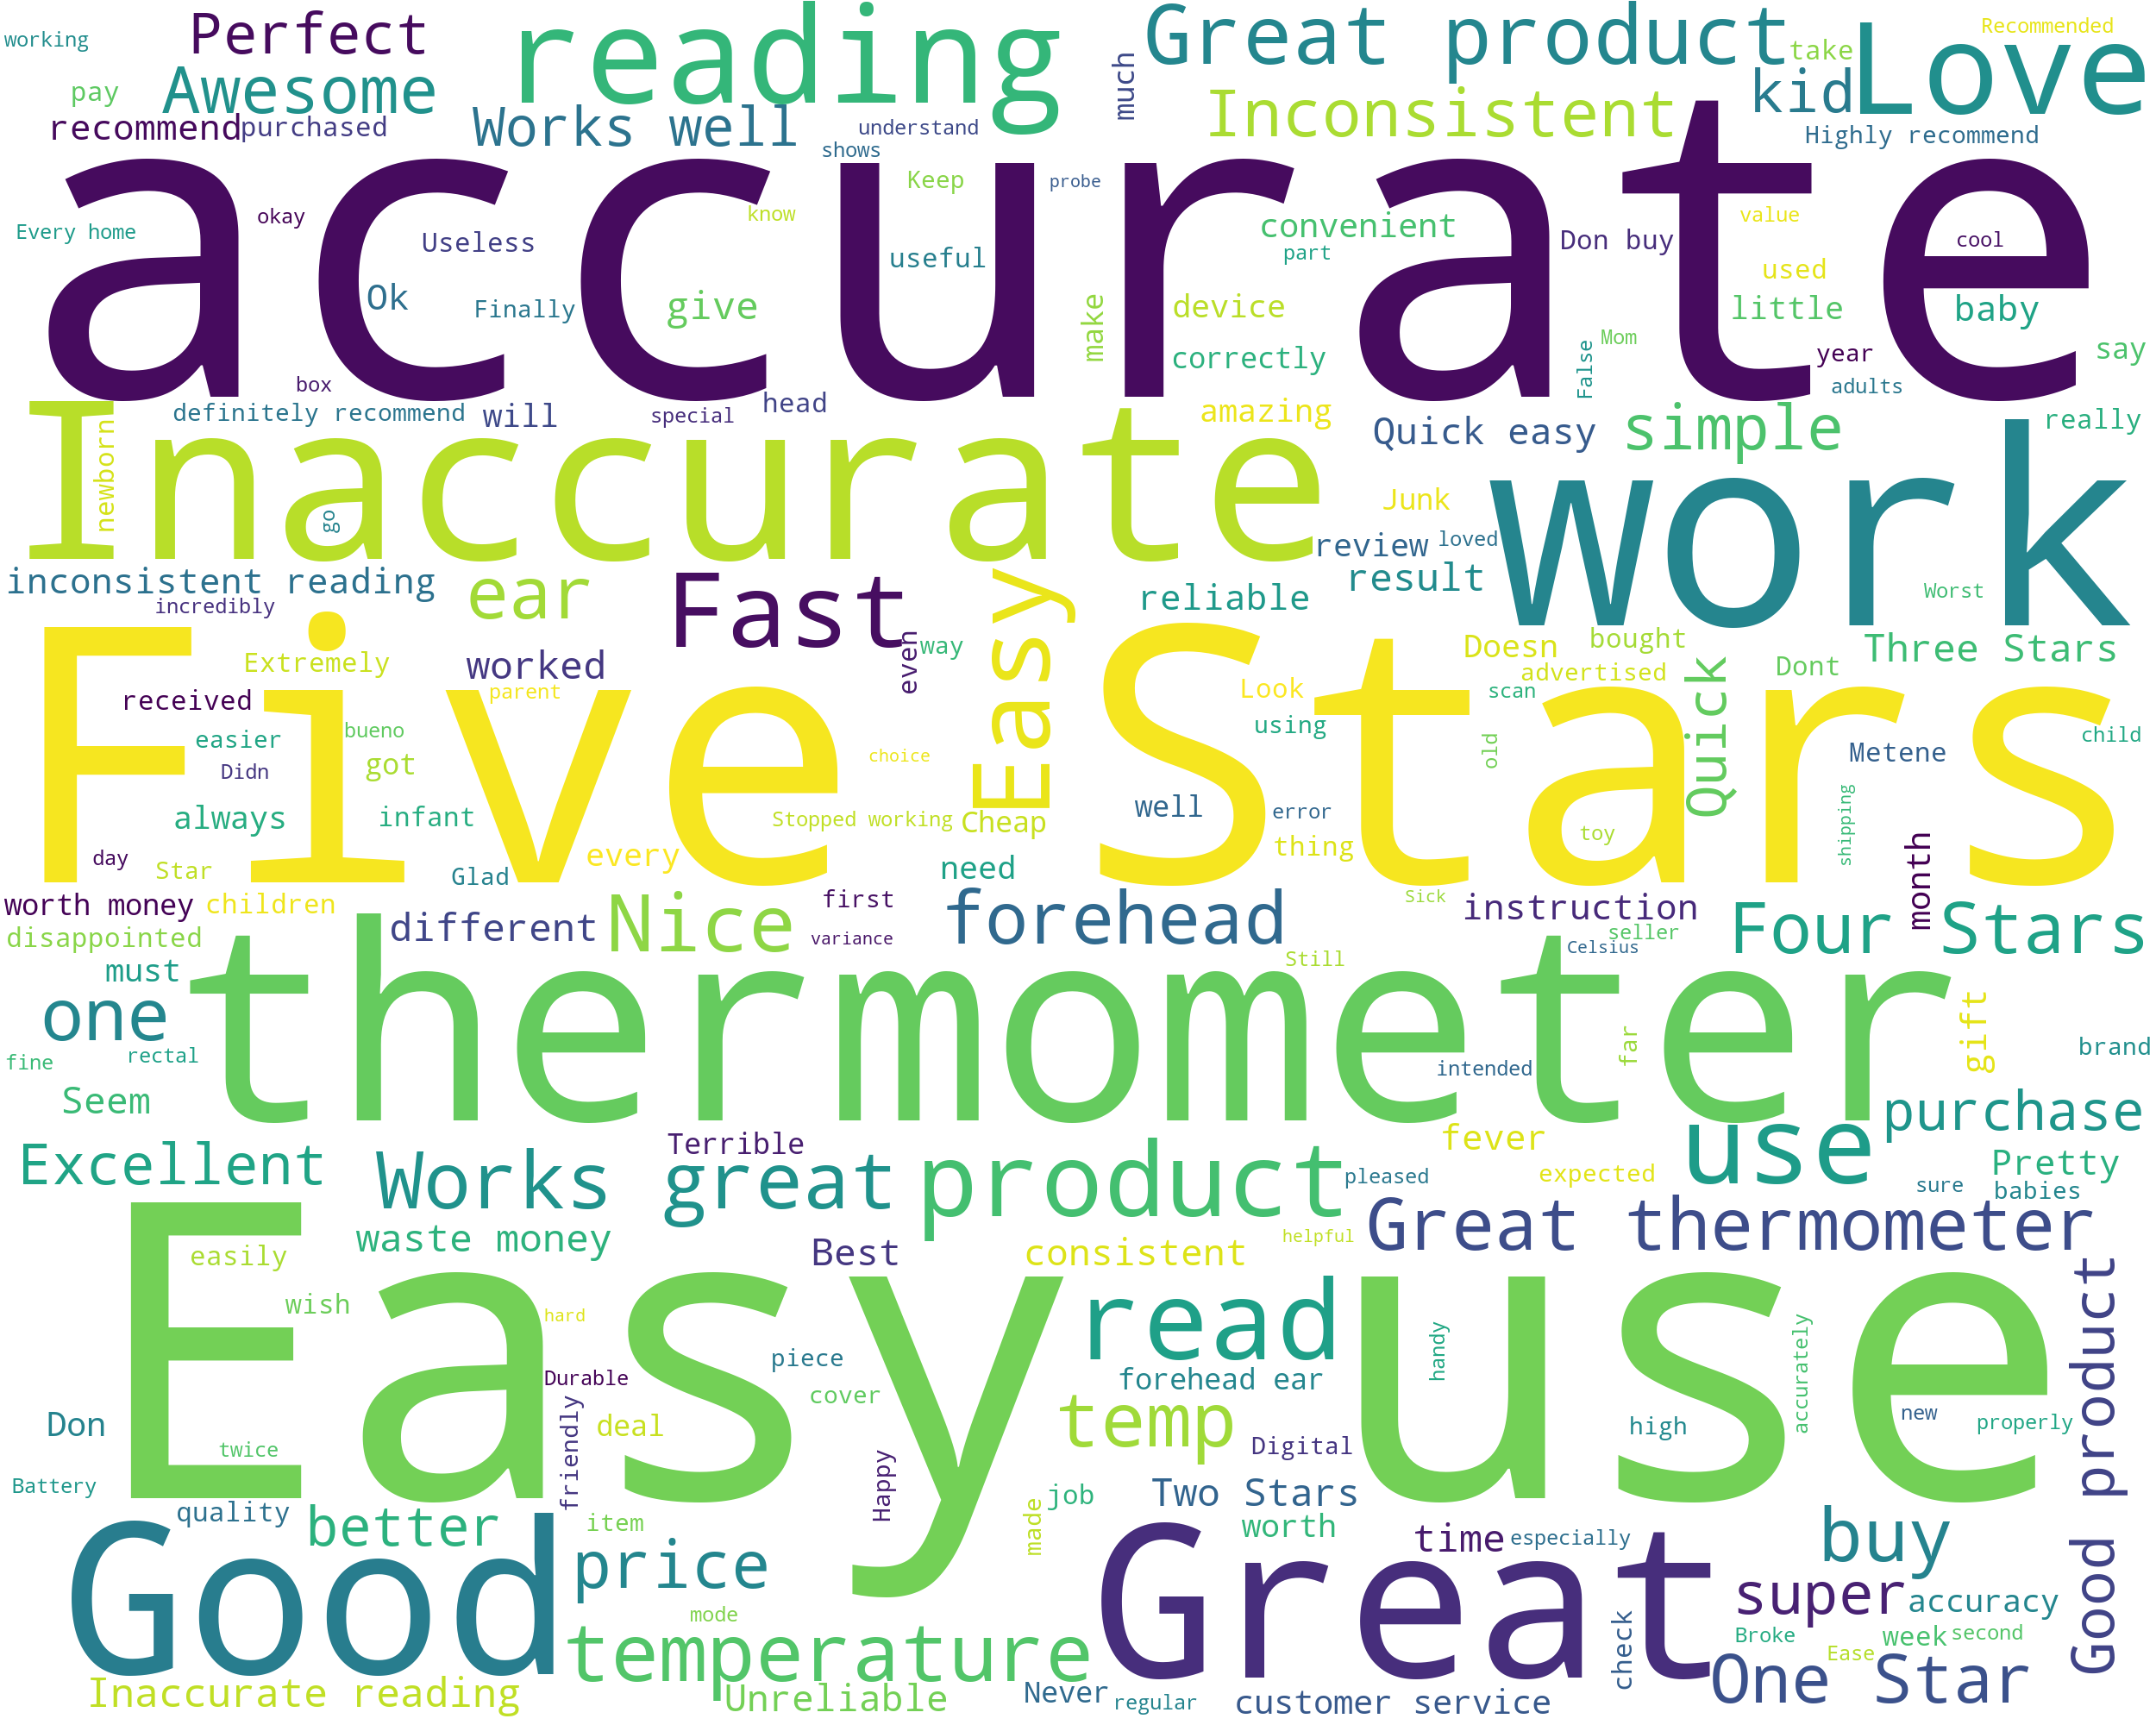 working
Perfect
reading
Great product
take
Recommended
Love
pay
Awesome
much
Inconsistent
kid
recommend
purchased
Works well
understand
shows
Highly recommend
accurate
Keep
probe
Every home
okay
know
Useless
useful
convenient
part
Don buy
value
cool
used
Ok
Finally
give
make
device
little
baby
correctly
False
Mom
year
say
box
adults
definitely recommend
will
special
head
amazing
Quick easy
simple
really
Inaccurate
newborn
go
work
Junk
review
loved
inconsistent reading
incredibly
ear
Fast
Easy
reliable
result
Worst
Five Stars
Extremely
worked
even
way
Doesn
bought
advertised
Three Stars
Dont
Quick
received
parent
Look
scan
easier
bueno
using
old
Metene
child
Didn
got
choice
always
infant
Stopped working
Cheap
well
error
toy
shipping
thing
day
Star
Glad
every
need
month
worth money
children
different
Nice
first
forehead
Sick
instruction
Four Stars
disappointed
variance
seller
Celsius
must
Still
one
thermometer
gift
fine
rectal
far
brand
Seem
intended
purchase
Excellent
Works
Terrible
great
product
fever
use
pleased
expected
Pretty
sure
babies
waste money
Best
consistent
helpful
Great thermometer
Easy use
easily
wish
hard
read
Good product
piece
handy
accurately
Durable
cover
forehead ear
Don
friendly
deal
temp
Digital
high
new
properly
twice
Battery
Happy
quality
better
item
made
job
Two Stars
worth
time
especially
buy
Good
price
Great
super
accuracy
mode
temperature
check
Broke
Ease
week
second
Inaccurate reading
Unreliable
Never
regular
customer service
One Star